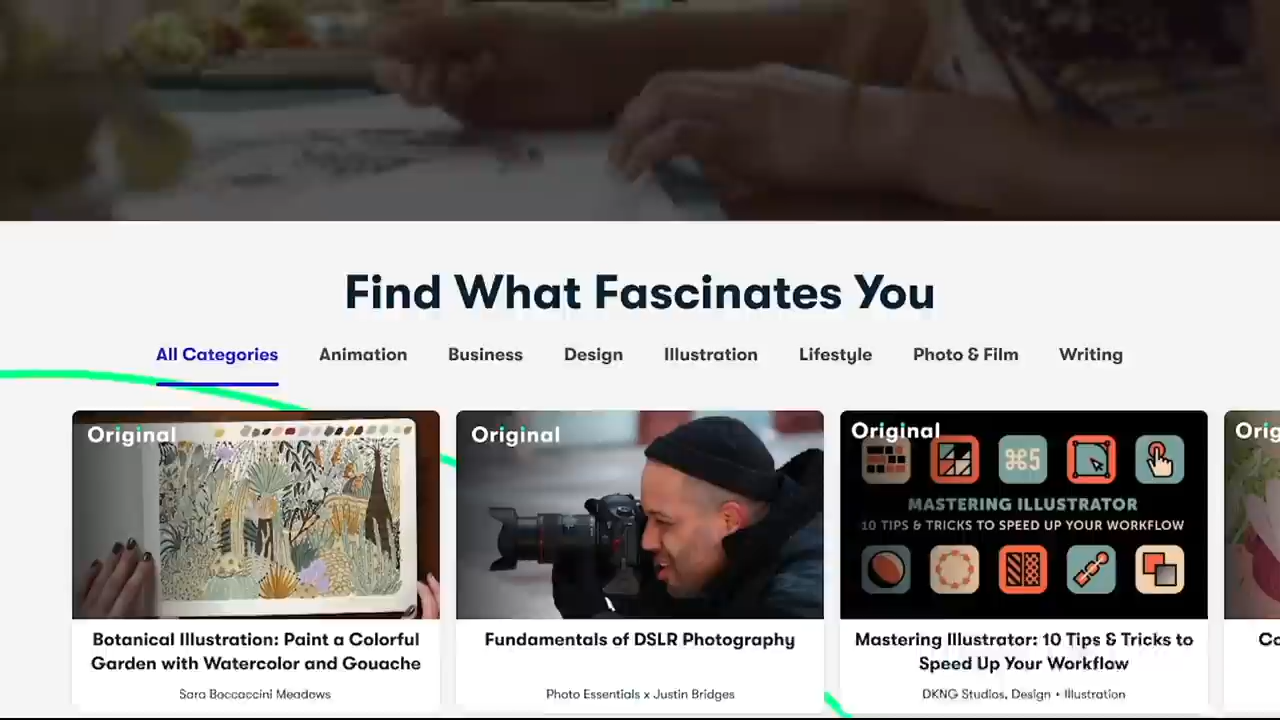 Find What Fascinates You
All Categories Animation Business Design Illustration Lifestyle Photo & Film Writing
Original
Original
Original
⌘5
MASTERING ILLUSTRATOR
10 TIPS & TRICKS TO SPEED UP YOUR WORKFLOW
Botanical Illustration: Paint a Colorful
Garden with Watercolor and Gouache
Sara Boccaccini Meadows
Fundamentals of DSLR Photography
Photo Essentials x Justin Bridges
Mastering Illustrator: 10 Tips & Tricks to
Speed Up Your Workflow
DKNG Studios, Design • Illustration